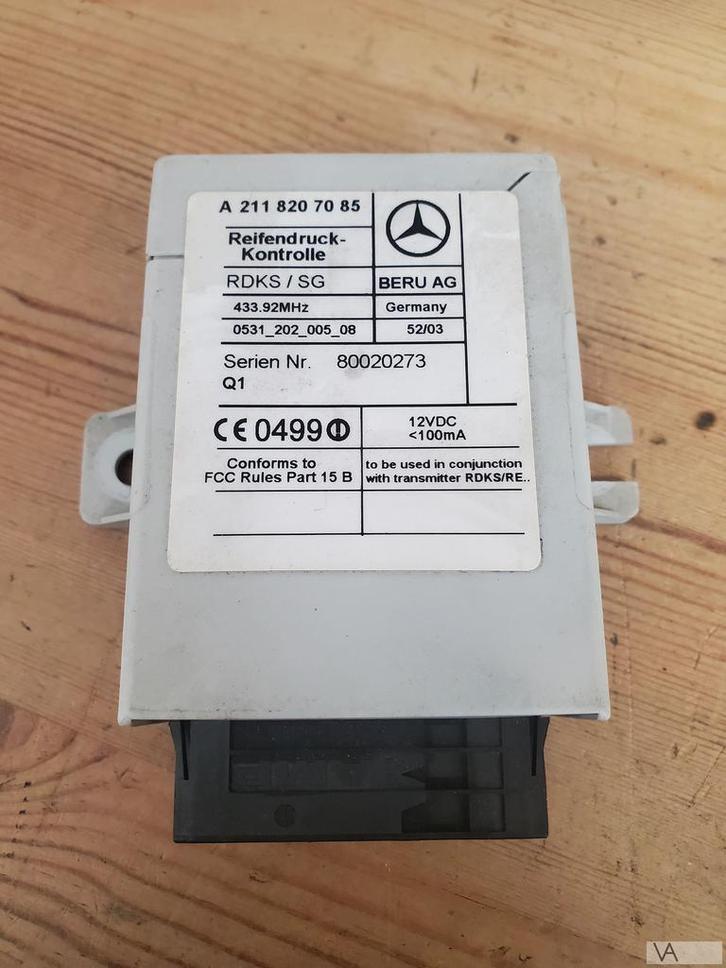 A 211 820 70 85
Reifendruck-
Kontrolle
RDKS / SG
BERU AG
433.92MHz
Germany
0531_202_005_08
52/03
Serien Nr. 80020273
Q1
CE 0499
12VDC
<100mA
Conforms to
FCC Rules Part 15 B
to be used in conjunction
with transmitter RDKS/RE..
VA